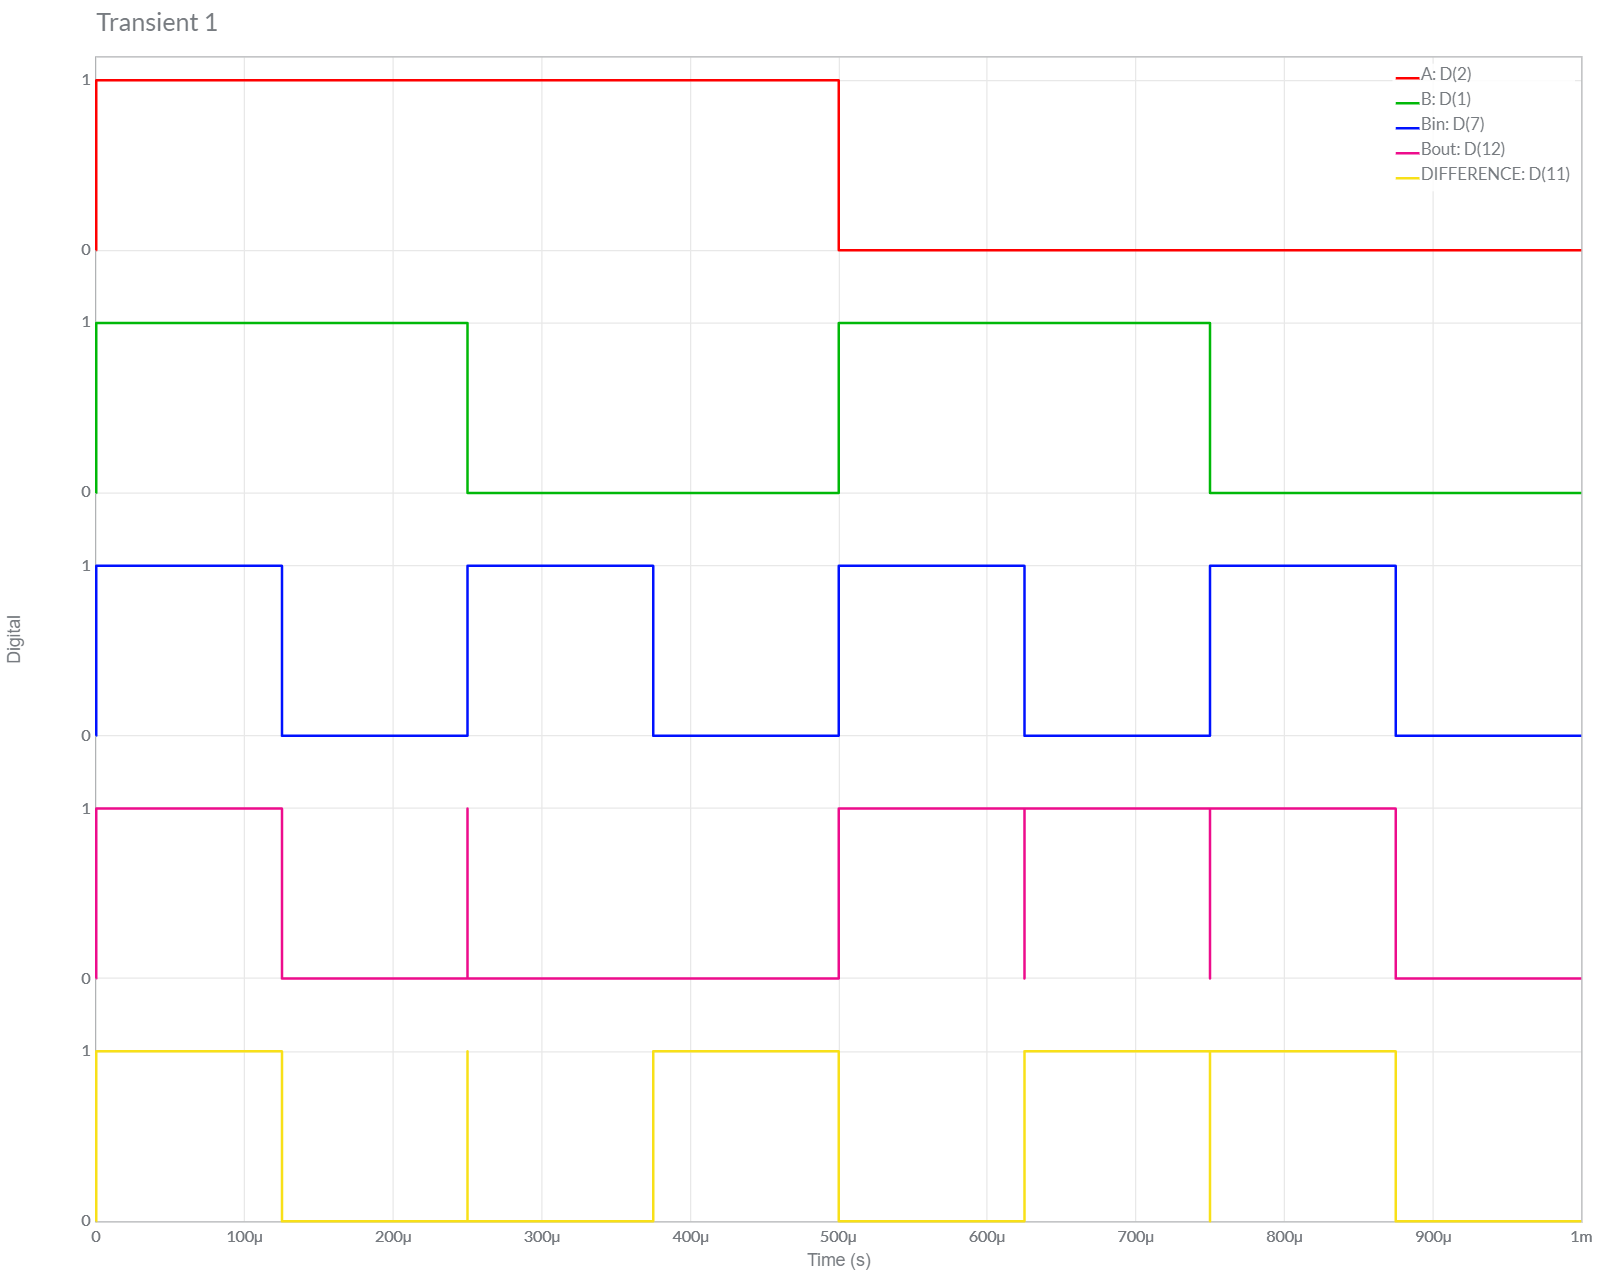 Transient 1
A: D(2)
B: D(1)
Bin: D(7)
Bout: D(12)
DIFFERENCE: D(11)
1
0
1
0
1
0
1
0
1
0
Digital
0 100µ 200µ 300µ 400µ 500µ 600µ 700µ 800µ 900µ 1m
Time (s)